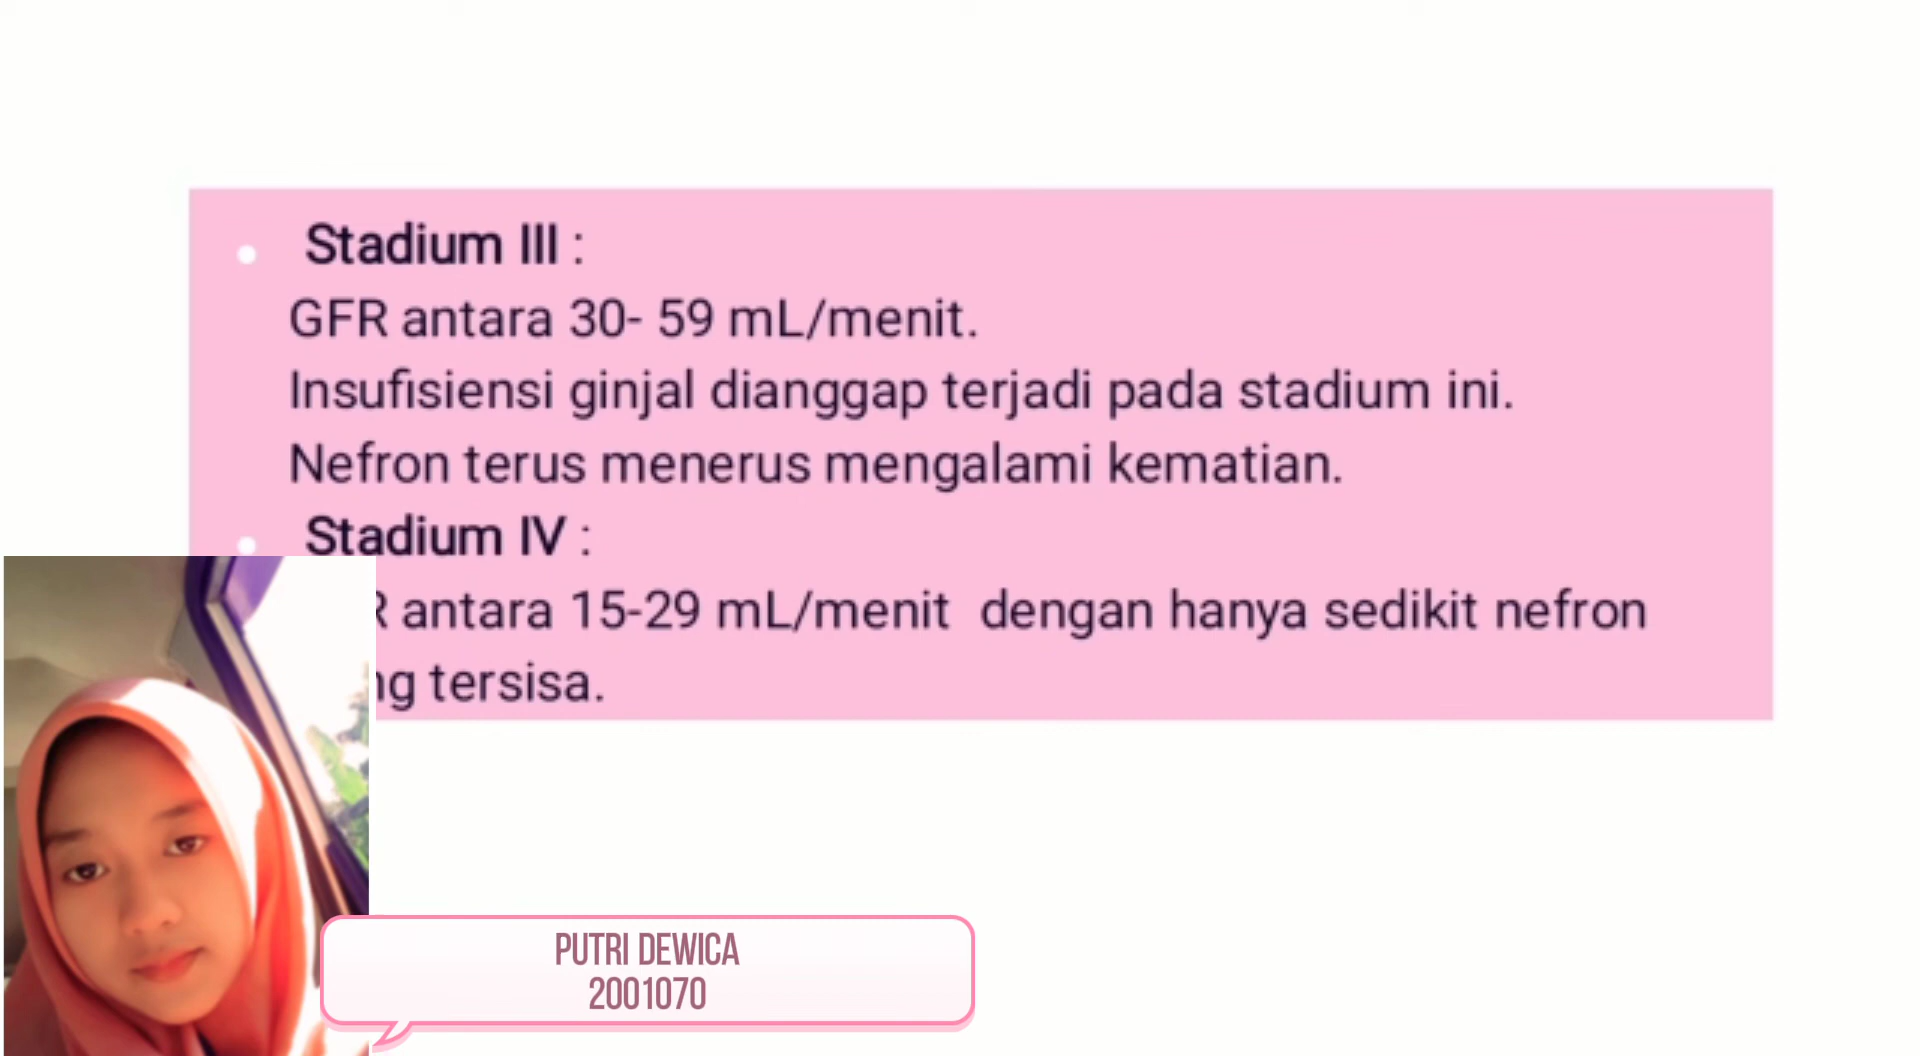 Stadium III :
GFR antara 30- 59 mL/menit.
Insufisiensi ginjal dianggap terjadi pada stadium ini.
Nefron terus menerus mengalami kematian.
Stadium IV :
antara 15-29 mL/menit dengan hanya sedikit nefron
tersisa.
PUTRI DEWICA
2001070